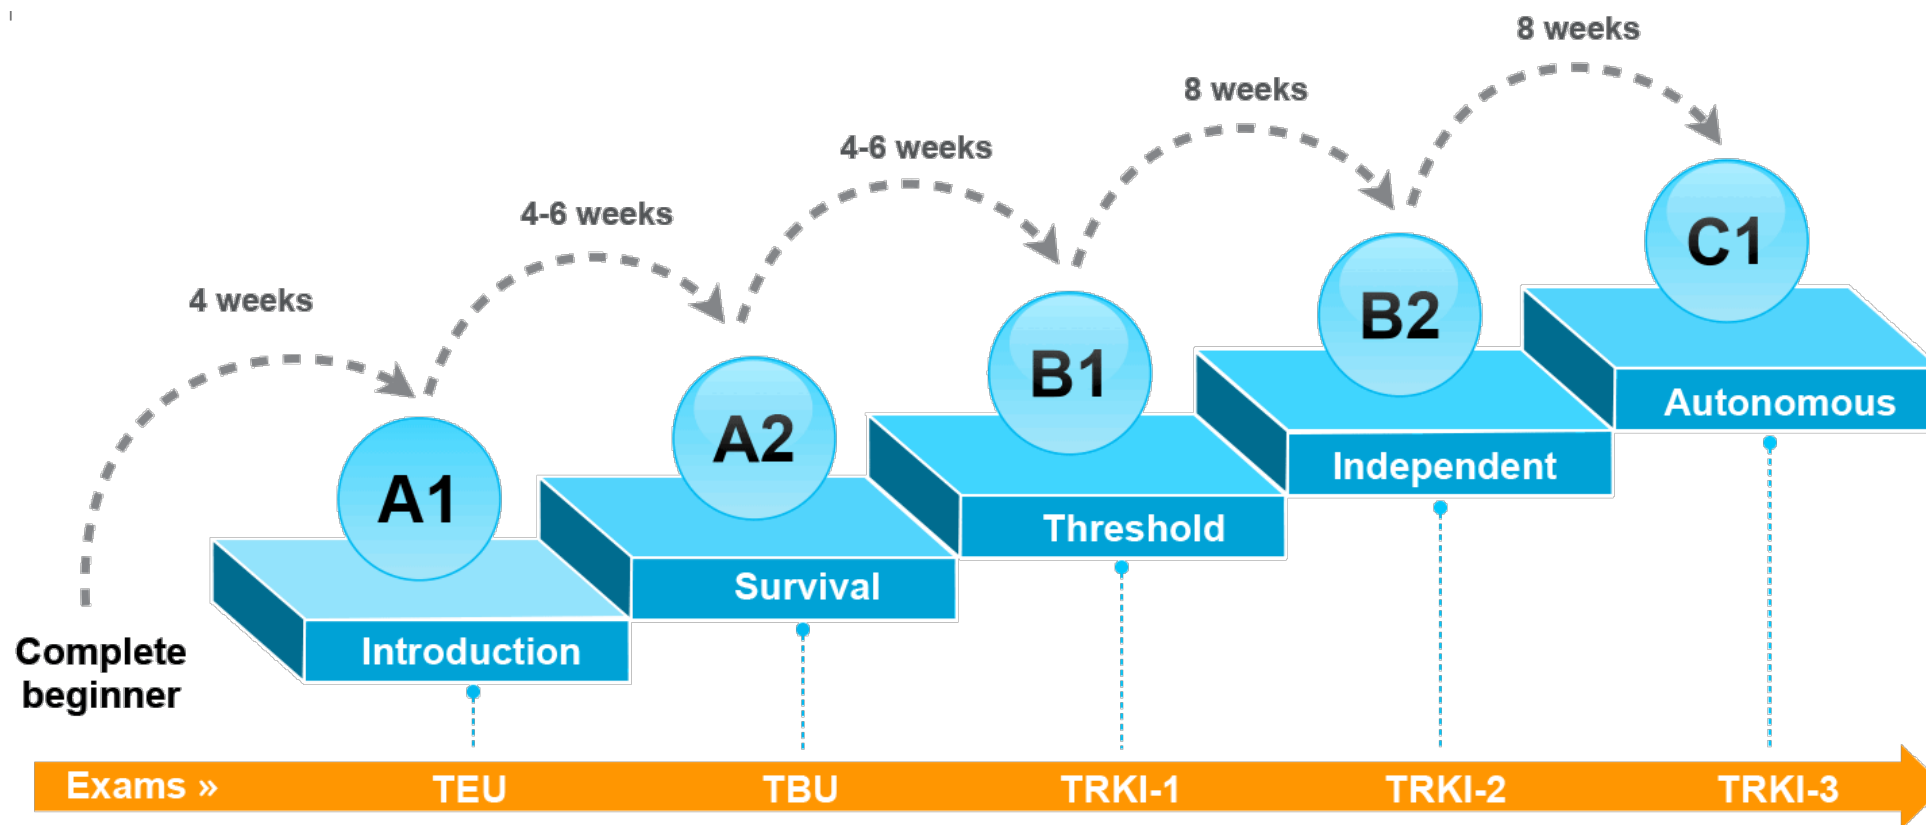 8 weeks
8 weeks
4-6 weeks
4-6 weeks
4 weeks
C1
B2
B1
A2
A1
Autonomous
Independent
Threshold
Survival
Introduction
Complete
beginner
Exams » TEU TBU TRKI-1 TRKI-2 TRKI-3